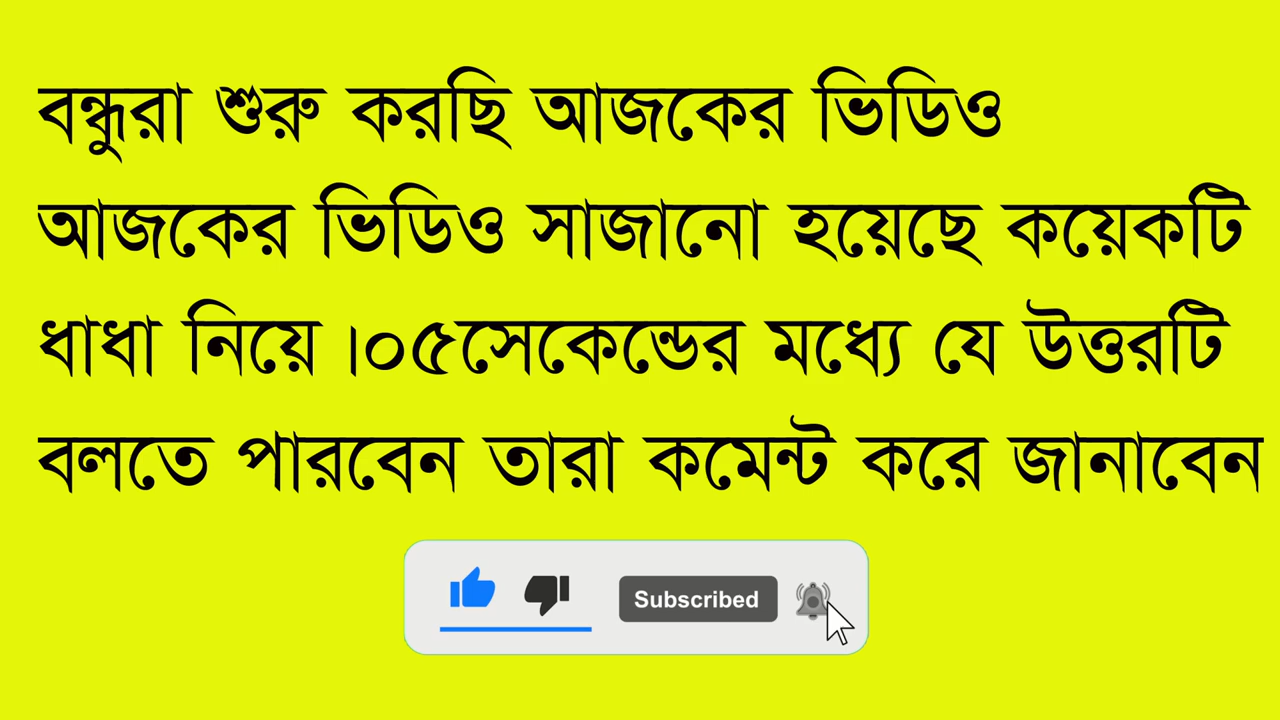 বন্ধুরা শুরু করছি আজকের ভিডিও
আজকের ভিডিও সাজানো হয়েছে কয়েকটি
ধাধা নিয়ে।০৫সেকেন্ডের মধ্যে যে উত্তরটি
বলতে পারবেন তারা কমেন্ট করে জানাবেন
Subscribed